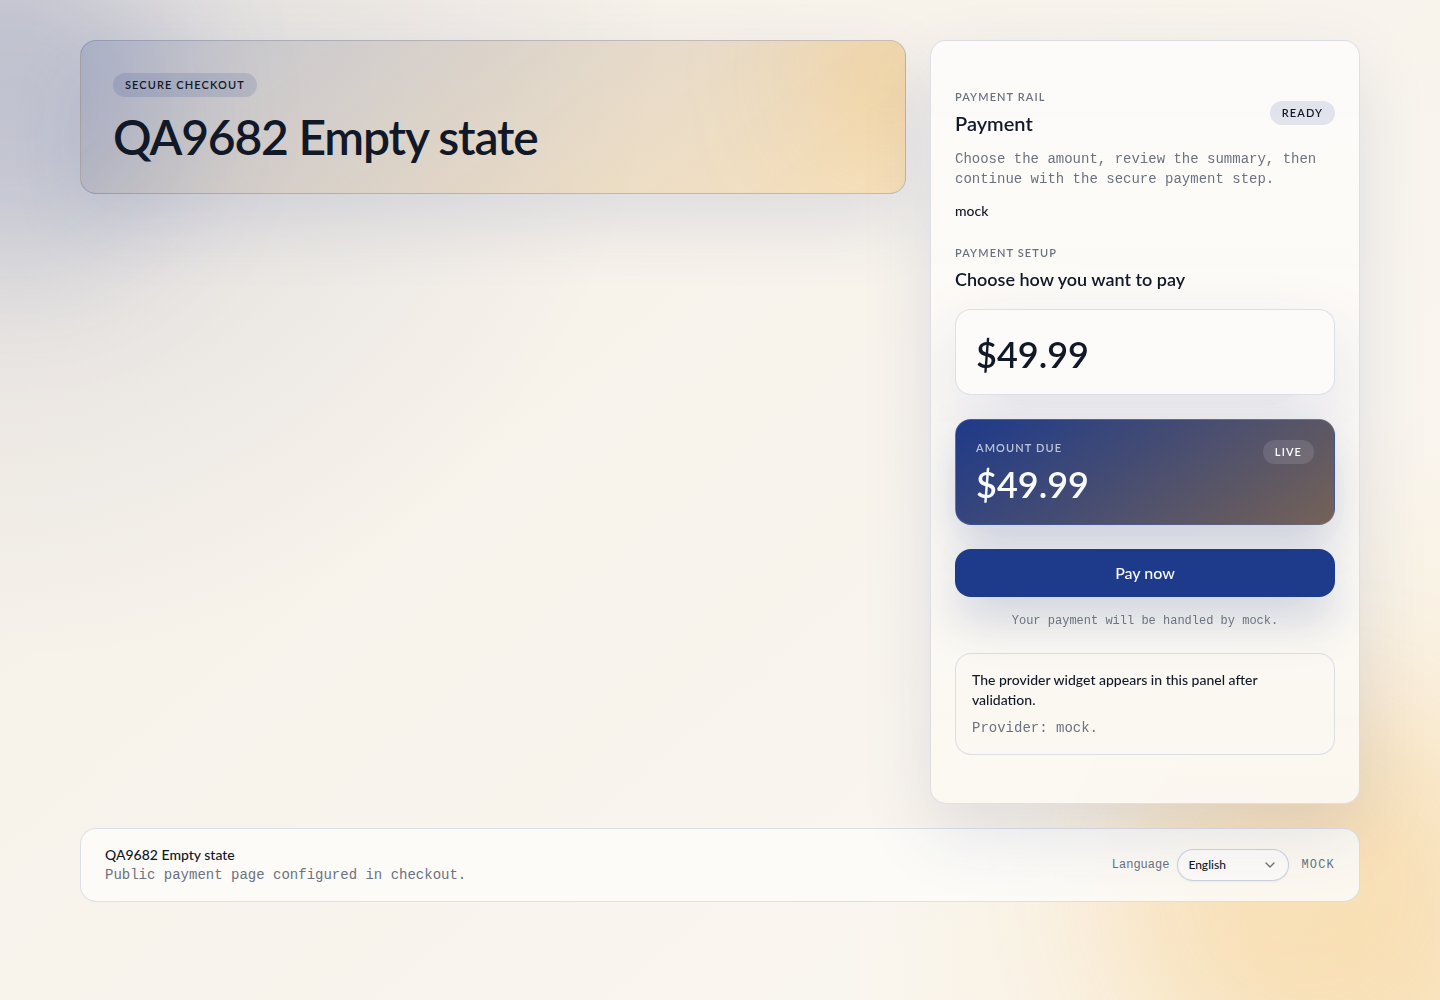 SECURE CHECKOUT
QA9682 Empty state
PAYMENT RAIL
Payment
READY
Choose the amount, review the summary, then
continue with the secure payment step.
mock
PAYMENT SETUP
Choose how you want to pay
$49.99
AMOUNT DUE
LIVE
$49.99
Pay now
Your payment will be handled by mock.
The provider widget appears in this panel after
validation.
Provider: mock.
QA9682 Empty state
Public payment page configured in checkout.
Language
English
MOCK